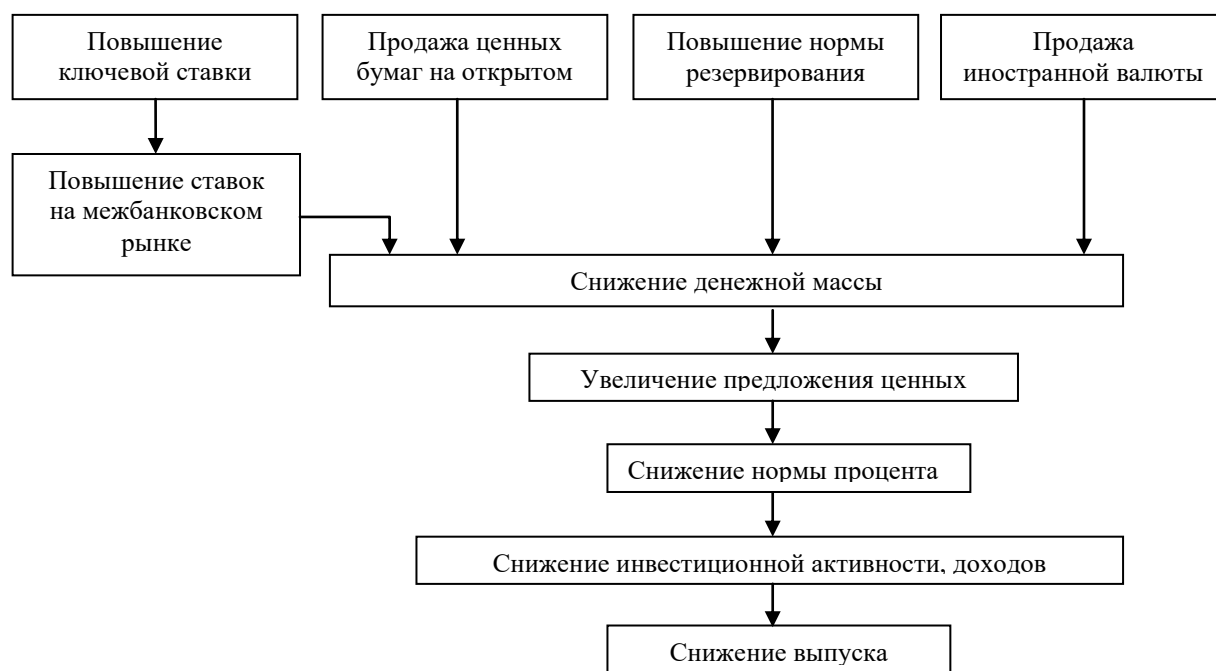 Повышение
ключевой ставки
Продажа ценных
бумаг на открытом
Повышение нормы
резервирования
Продажа
иностранной валюты
Повышение ставок
на межбанковском
рынке
Снижение денежной массы
Увеличение предложения ценных
Снижение нормы процента
Снижение инвестиционной активности, доходов
Снижение выпуска